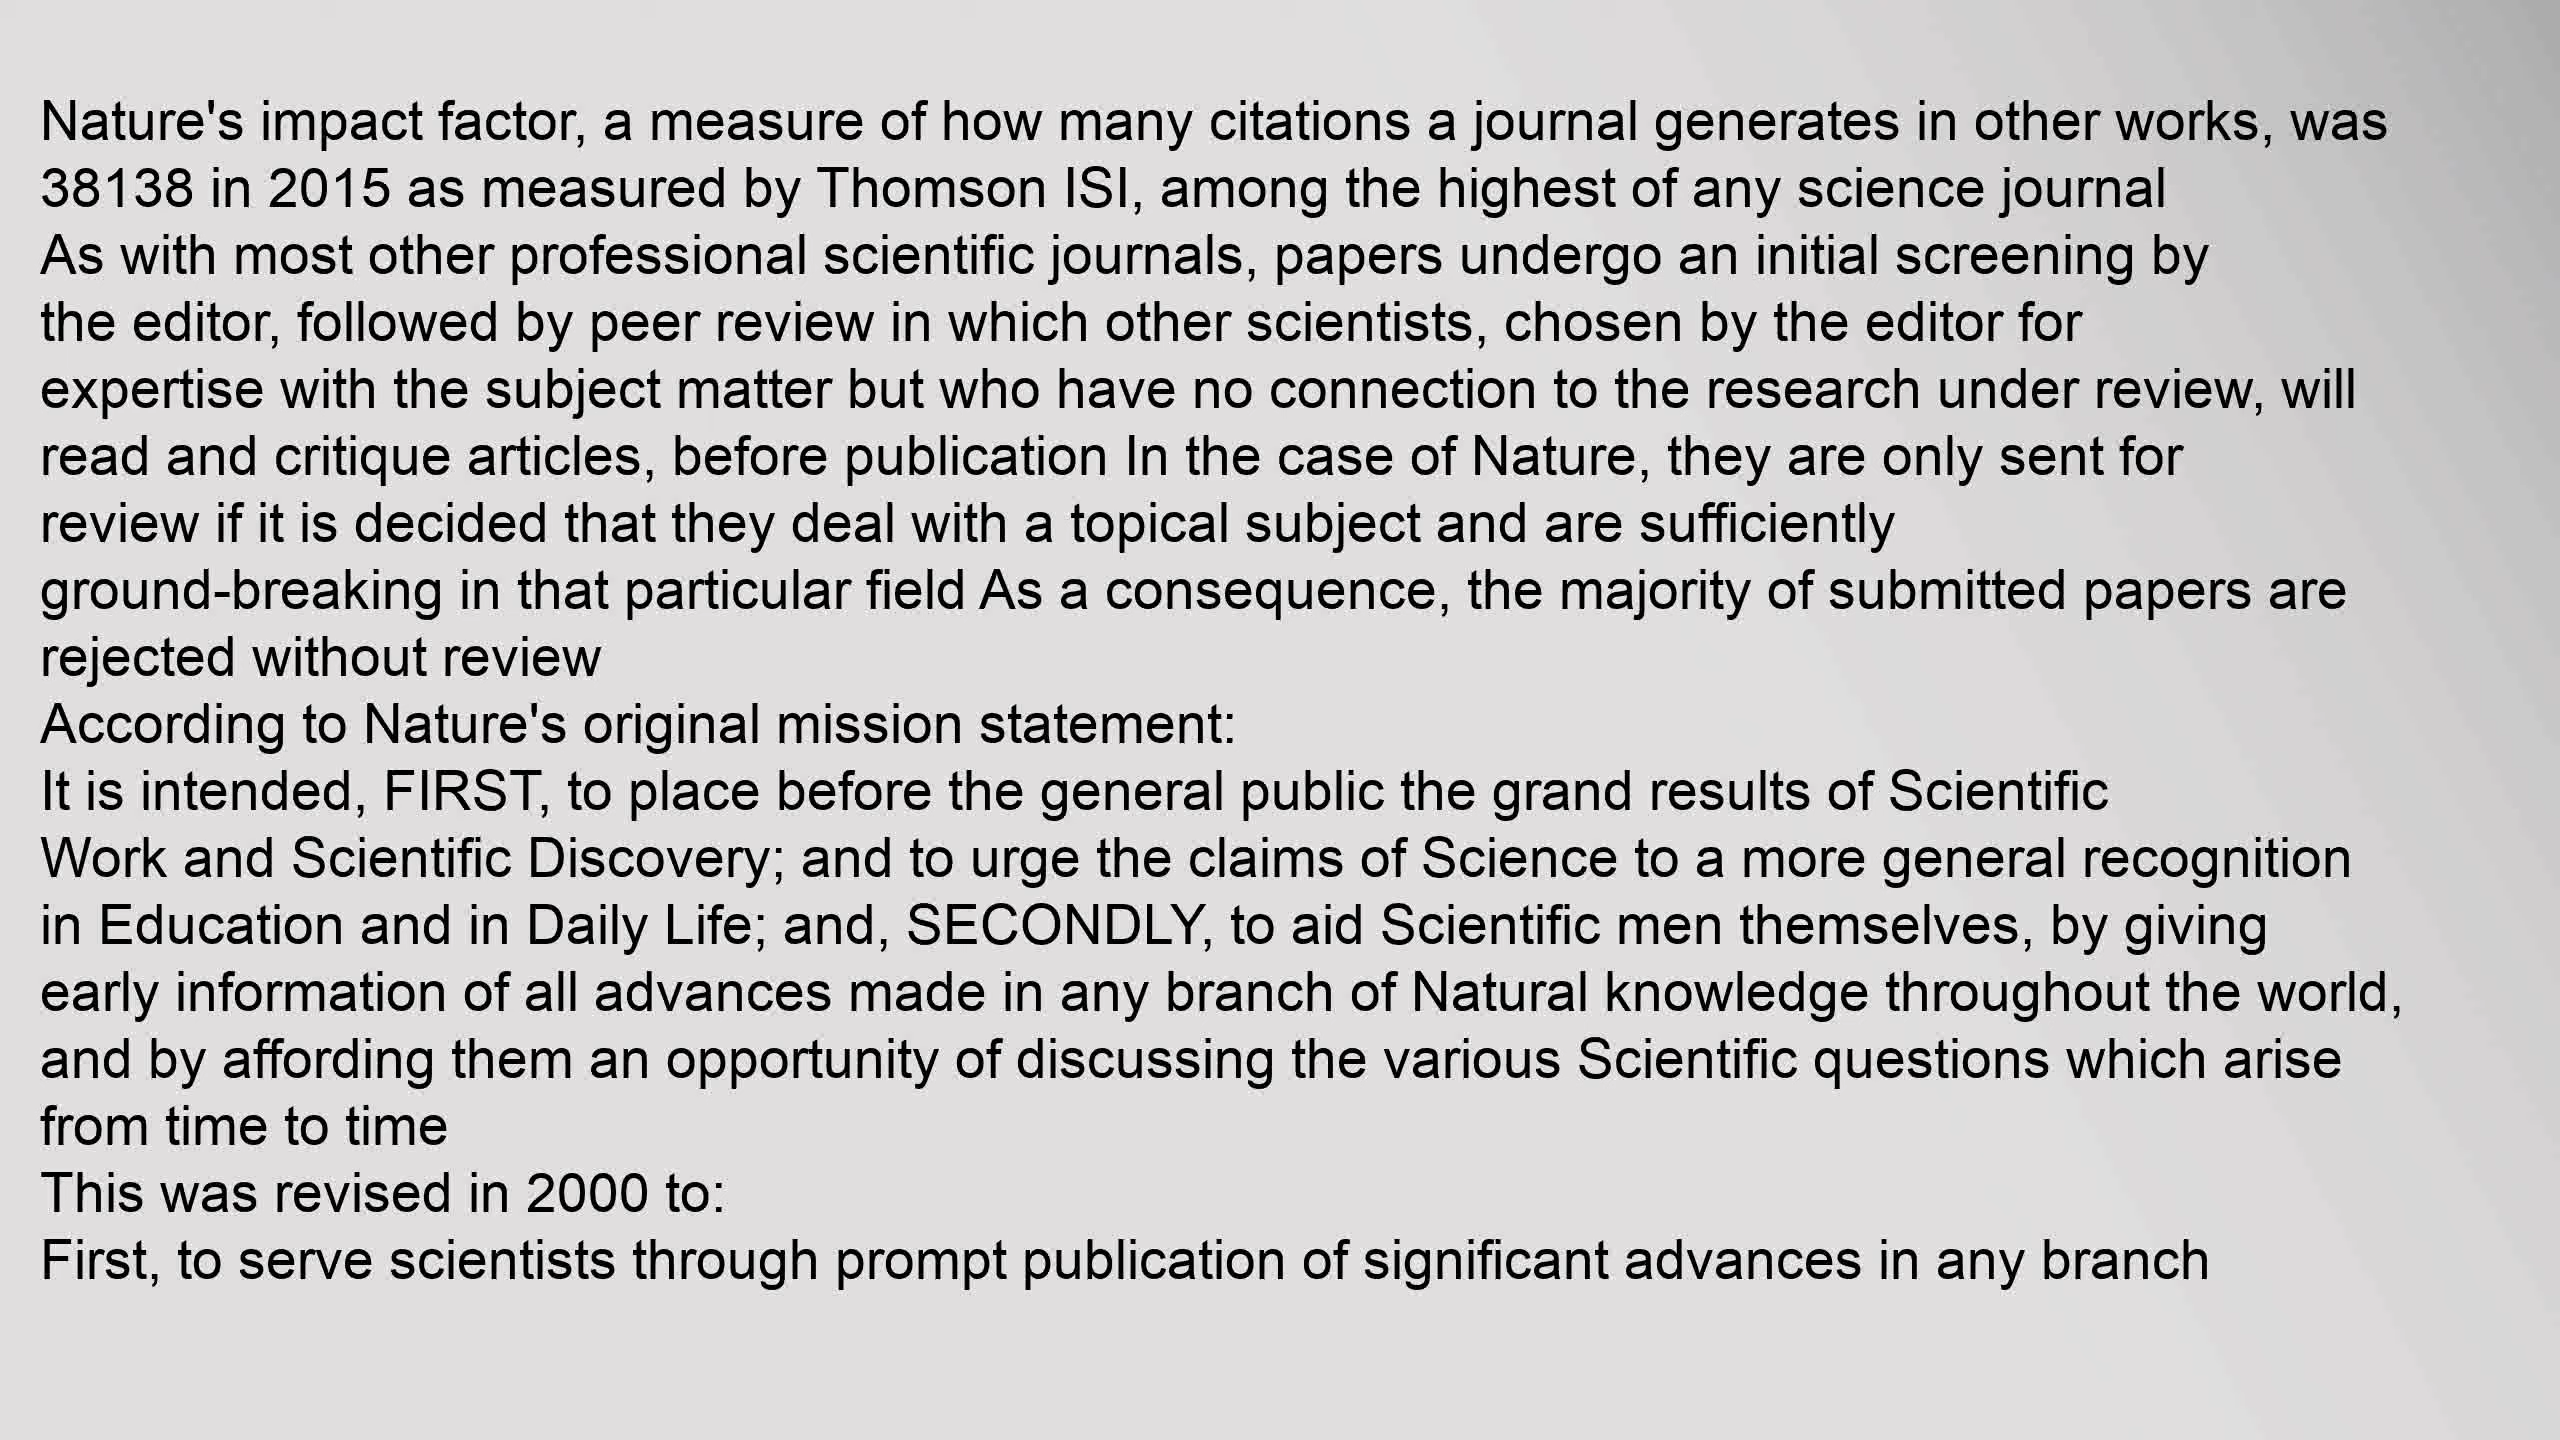 Nature's impact factor, a measure of how many citations a journal generates in other works, was
38138 in 2015 as measured by Thomson ISI, among the highest of any science journal
As with most other professional scientific journals, papers undergo an initial screening by
the editor, followed by peer review in which other scientists, chosen by the editor for
expertise with the subject matter but who have no connection to the research under review, will
read and critique articles, before publication In the case of Nature, they are only sent for
review if it is decided that they deal with a topical subject and are sufficiently
ground-breaking in that particular field As a consequence, the majority of submitted papers are
rejected without review
According to Nature's original mission statement:
It is intended, FIRST, to place before the general public the grand results of Scientific
Work and Scientific Discovery; and to urge the claims of Science to a more general recognition
in Education and in Daily Life; and, SECONDLY, to aid Scientific men themselves, by giving
early information of all advances made in any branch of Natural knowledge throughout the world,
and by affording them an opportunity of discussing the various Scientific questions which arise
from time to time
This was revised in 2000 to:
First, to serve scientists through prompt publication of significant advances in any branch